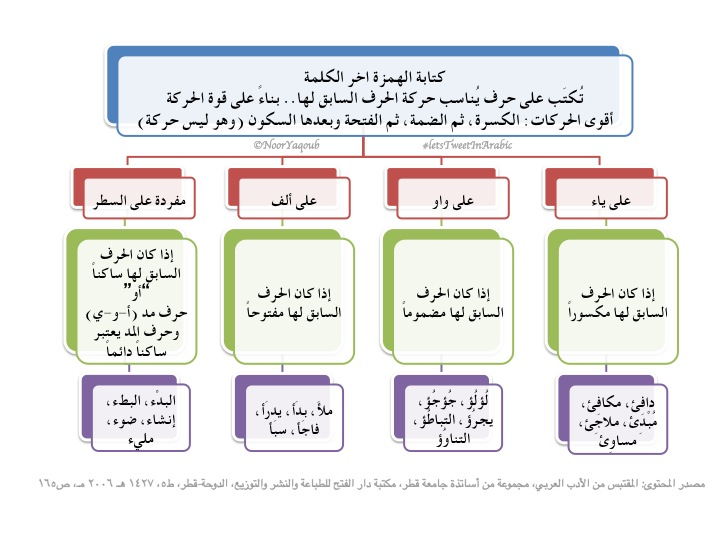 كتابة الهمزة اخر الكلمة
تُكتَب على حرف يُناسب حركة الحرف السابق لها.. بناءً على قوة الحركة
أقوى الحركات: الكسرة، ثم الضمة، ثم الفتحة وبعدها السكون (وهو ليس حركة)
©NoorYaqoub
#letsTweetInArabic
على ياء
على واو
على ألف
مفردة على السطر
إذا كان الحرف
السابق لها مكسوراً
إذا كان الحرف
السابق لها مضموماً
إذا كان الحرف
السابق لها مفتوحاً
إذا كان الحرف
السابق لها ساكناً
“أو”
حرف مد (أ-و-ي)
وحرف المد يعتبر
ساكناً دائماً
دافِئ، مكافِئ،
مُبْدِئ، ملاجِئ،
مساوِئ
لُؤلُؤ، جُؤجُؤ،
يجرُؤ، التباطُؤ،
التناوُؤ
ملَأ، بدَأ، يدرَأ،
فاجَأ، سبَأ
البدْء، البطء،
إنشاء، ضوء،
مليء
مصدر المحتوى: المقتبس من الأدب العربي، مجموعة من أساتذة جامعة قطر، مكتبة دار الفتح للطباعة والنشر والتوزيع، الدوحة-قطر، ط٥، ١٤٢٧ هـ ٢٠٠٦ مـ، ص١٦٥